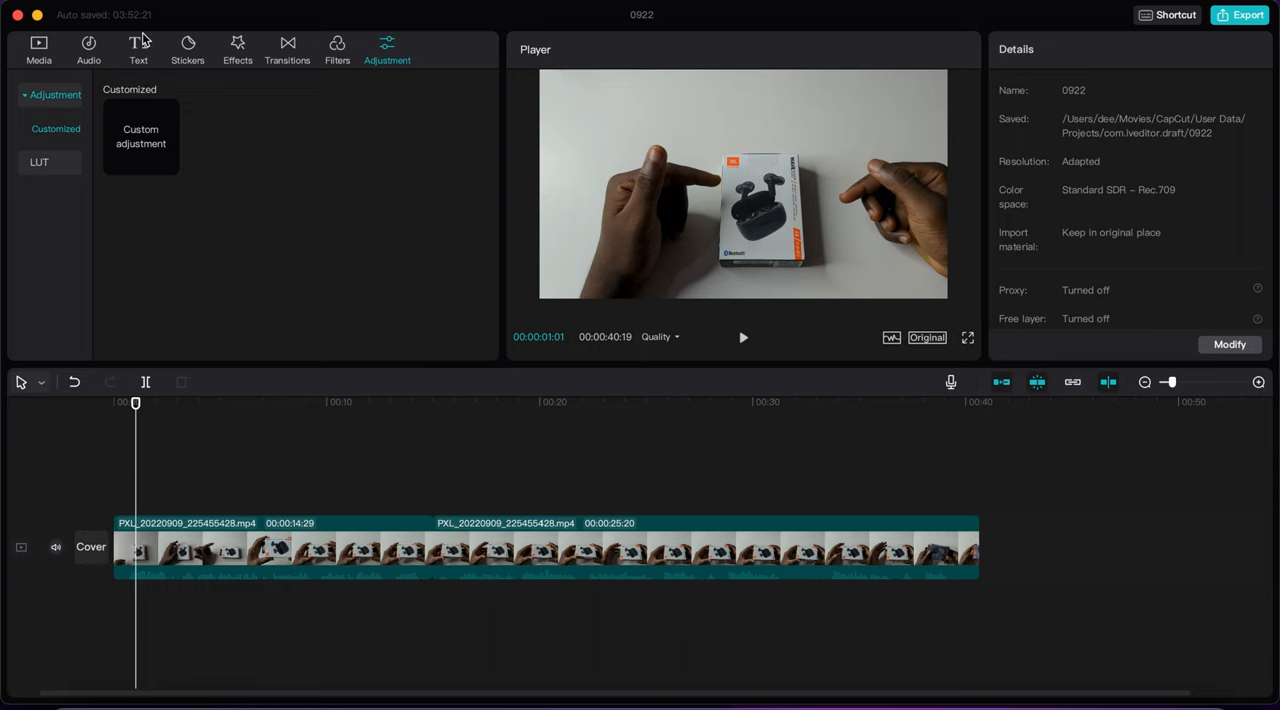 Auto saved: 03:52:21
0922
Shortcut
Export
Media
Audio
Text
Stickers
Effects
Transitions
Filters
Adjustment
Adjustment
Customized
LUT
Customized
Custom
adjustment
Player
JBL
Bluetooth
00:00:01:01
00:00:40:19
Quality
Original
Details
Name:
0922
Saved:
/Users/dee/Movies/CapCut/User Data/
Projects/com.lveditor.draft/0922
Resolution:
Adapted
Color
space:
Standard SDR – Rec.709
Import
material:
Keep in original place
Proxy:
Turned off
Free layer:
Turned off
Modify
00:10
00:20
00:30
00:40
00:50
Cover
PXL_20220909_225455428.mp4 00:00:14:29
PXL_20220909_225455428.mp4 00:00:25:20